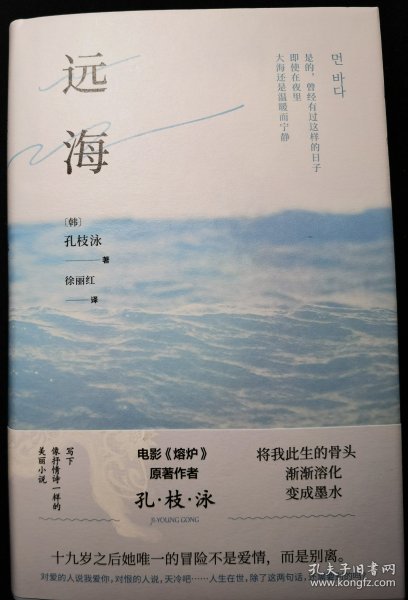 远海
먼 바다
是的，曾经有过这样的日子
即使在夜里
大海还是温暖而宁静
〔韩〕
孔枝泳
著
徐丽红
译
写下
像抒情诗一样的
美丽小说
电影《熔炉》
原著作者
孔·枝·泳
JI-YOUNG GONG
将我此生的骨头
渐渐溶化
变成墨水
十九岁之后她唯一的冒险不是爱情，而是别离。
对爱的人说我爱你，对恨的人说，天冷吧……人生在世，除了这两句话，
孔夫子旧书网
www.kongfz.com